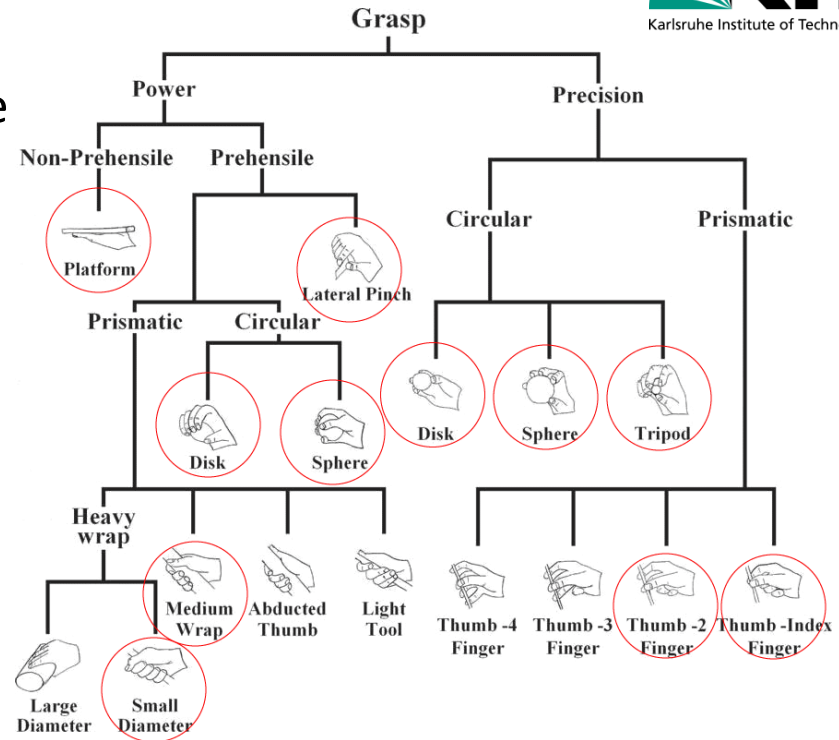 Grasp
Karlsruhe Institute of Techn
Power
Precision
e
Non-Prehensile Prehensile
Circular
Prismatic
Platform
Lateral Pinch
Prismatic
Circular
Disk
Sphere
Disk
Sphere
Tripod
Heavy
wrap
Medium
Wrap
Abducted
Thumb
Light
Tool
Thumb -4
Finger
Thumb -3
Finger
Thumb -2
Finger
Thumb -Index
Finger
Large
Diameter
Small
Diameter